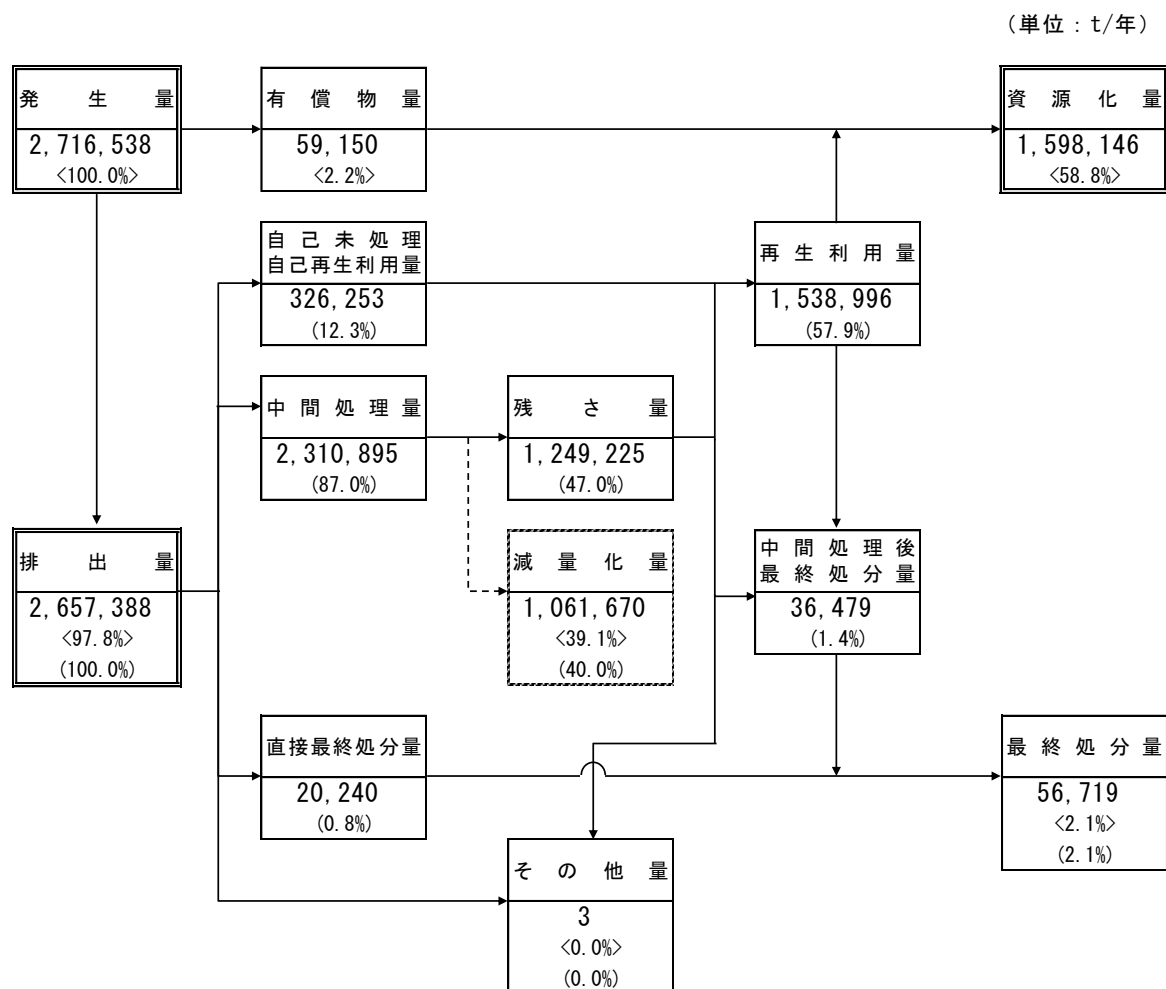 （単位：t/年）
発生量
2,716,538
<100.0%>
有償物量
59,150
<2.2%>
資源化量
1,598,146
<58.8%>
自己未処理
自己再生利用量
326,253
(12.3%)
再生利用量
1,538,996
(57.9%)
中間処理量
2,310,895
(87.0%)
残さ量
1,249,225
(47.0%)
排出量
2,657,388
<97.8%>
(100.0%)
減量化量
1,061,670
<39.1%>
(40.0%)
中間処理後
最終処分量
36,479
(1.4%)
直接最終処分量
20,240
(0.8%)
最終処分量
56,719
<2.1%>
(2.1%)
その他量
3
<0.0%>
(0.0%)